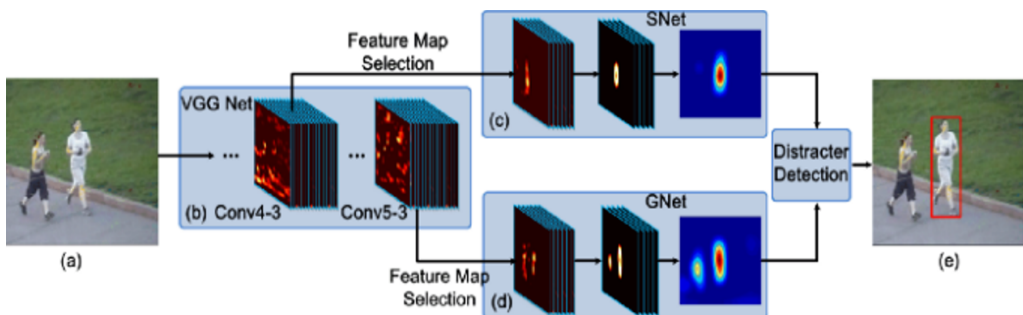 SNet
Feature Map
Selection
VGG Net
(c)
...
...
Distracter
Detection
(b)
Conv4-3
Conv5-3
GNet
(a)
(e)
Feature Map
Selection
(d)